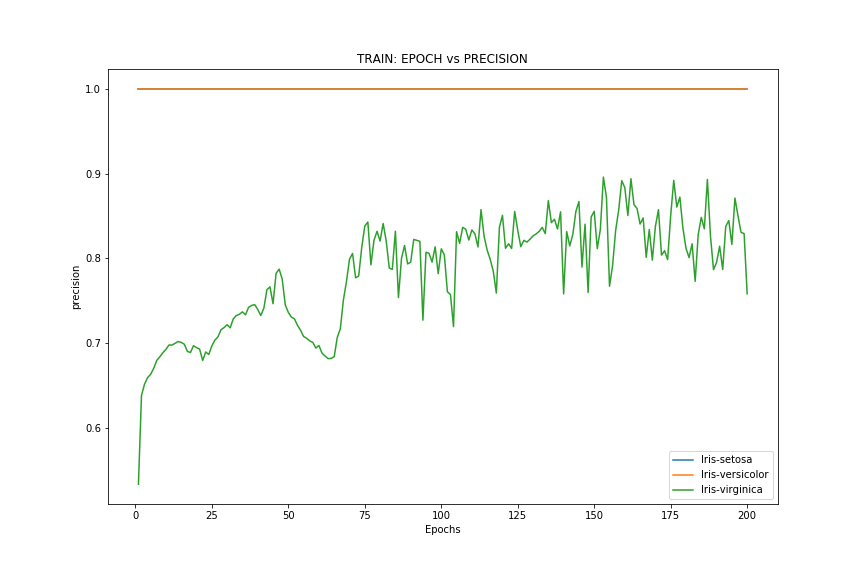 TRAIN: EPOCH vs PRECISION
1.0
0.9
0.8
0.7
0.6
precision
0
25
50
75
100
125
150
175
200
Epochs
Iris-setosa
Iris-versicolor
Iris-virginica